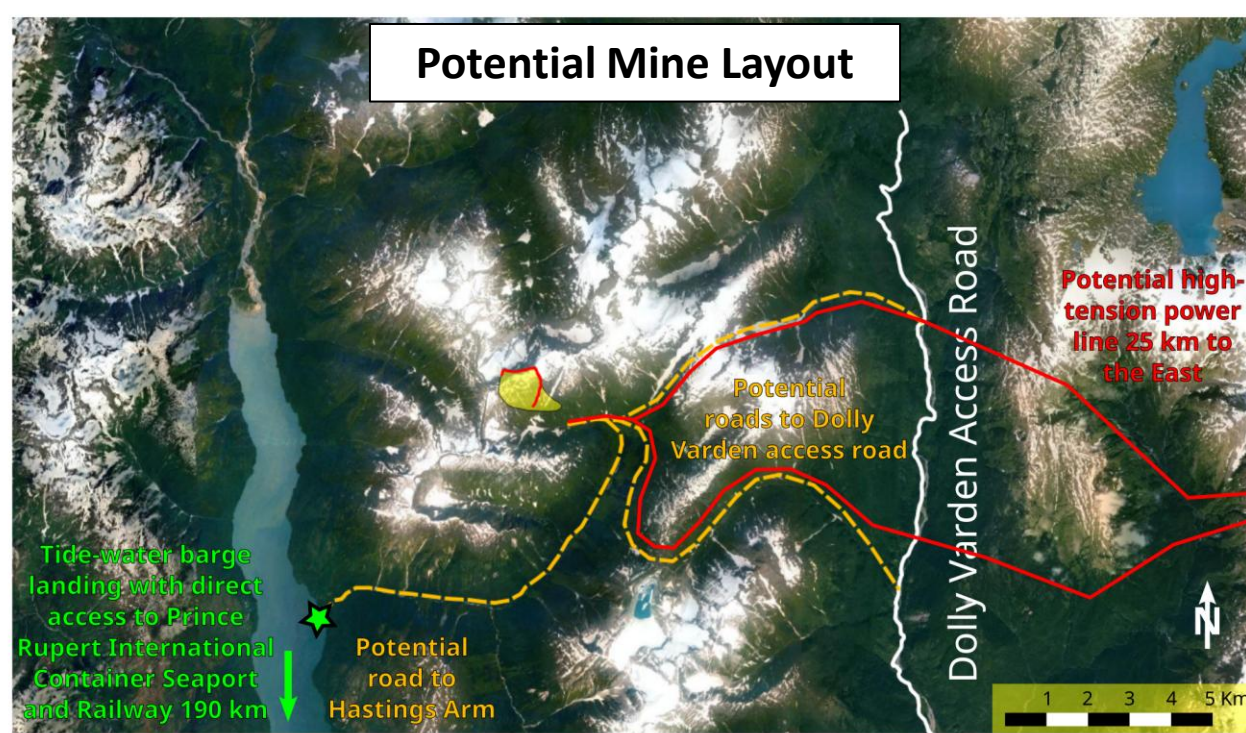 Potential Mine Layout
Dolly Varden Access Road
Potential high-
tension power
line 25 km to
the East
Potential
roads to Dolly
Varden access road
Tide-water barge
landing with direct
access to Prince
Rupert International
Container Seaport
and Railway 190 km
Potential
road to
Hastings Arm
N
1 2 3 4 5 Km